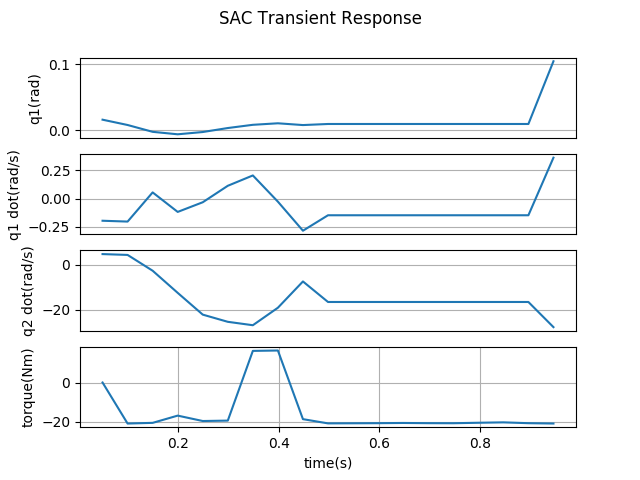 SAC Transient Response
q1(rad)
0.1
0.0
q1 dot(rad/s)
0.25
0.00
−0.25
q2 dot(rad/s)
0
−20
torque(Nm)
0
−20
0.2 0.4 0.6 0.8
time(s)